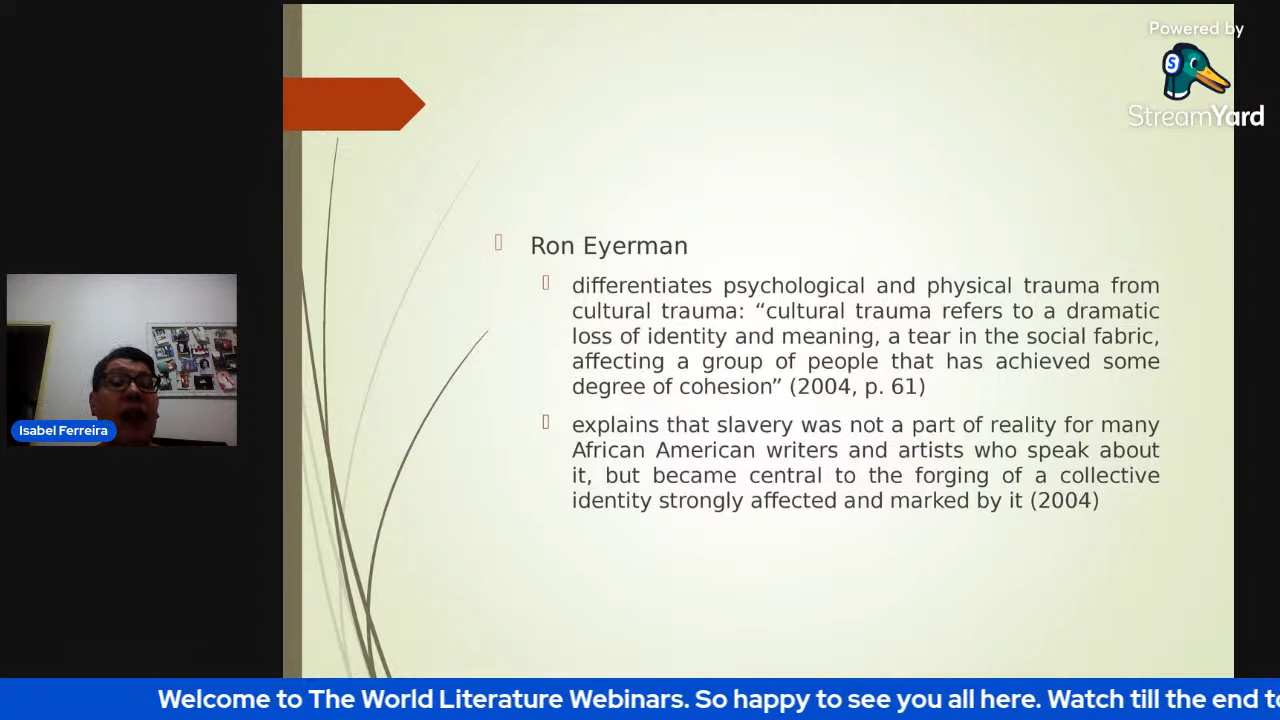 Powered by
StreamYard
Ron Eyerman
differentiates psychological and physical trauma from
cultural trauma: “cultural trauma refers to a dramatic
loss of identity and meaning, a tear in the social fabric,
affecting a group of people that has achieved some
degree of cohesion” (2004, p. 61)
explains that slavery was not a part of reality for many
African American writers and artists who speak about
it, but became central to the forging of a collective
identity strongly affected and marked by it (2004)
Isabel Ferreira
Welcome to The World Literature Webinars. So happy to see you all here. Watch till the end to